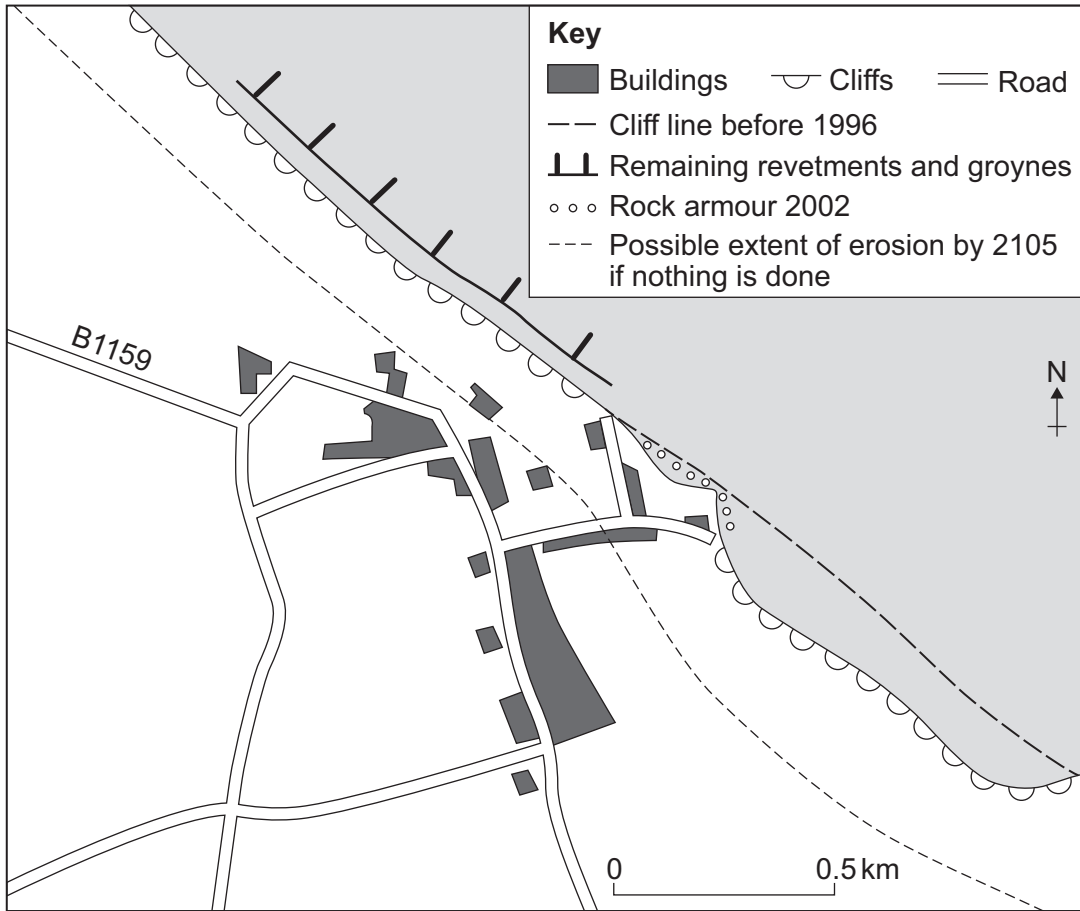 Key
Buildings
Cliffs
Road
Cliff line before 1996
Remaining revetments and groynes
Rock armour 2002
Possible extent of erosion by 2105
if nothing is done
B1159
N
0 0.5 km